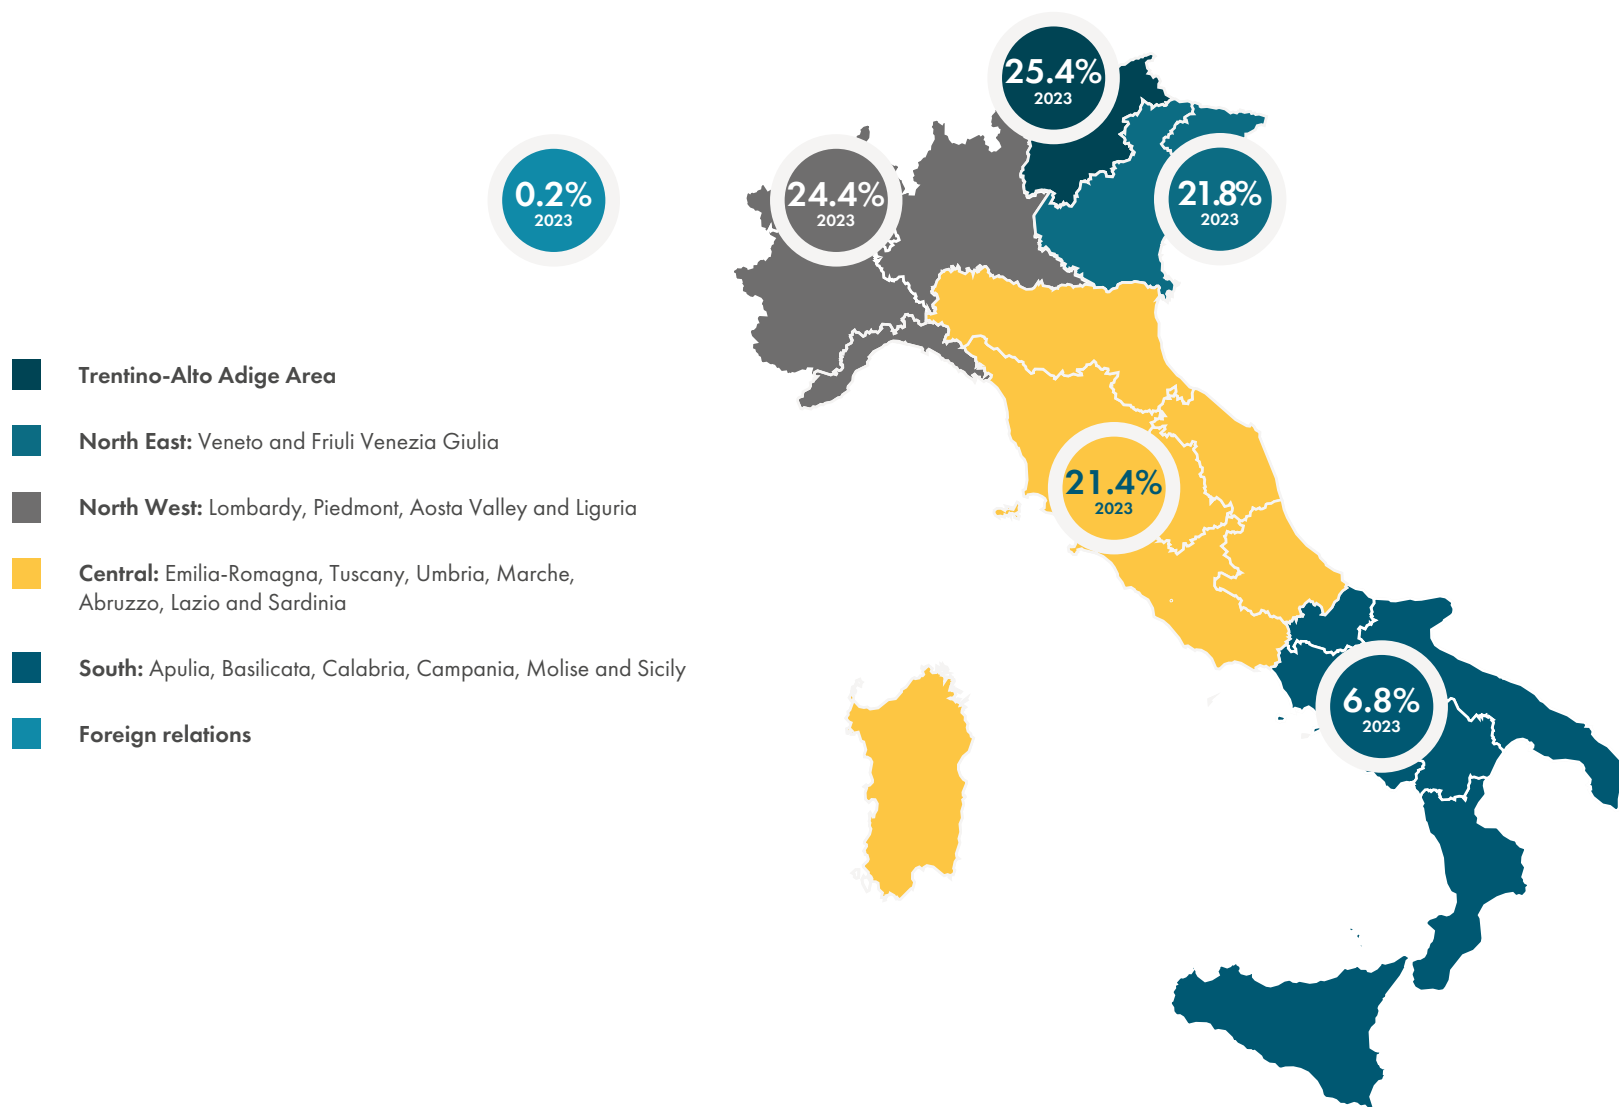 25.4%
2023
0.2%
2023
24.4%
2023
21.8%
2023
Trentino-Alto Adige Area
North East: Veneto and Friuli Venezia Giulia
North West: Lombardy, Piedmont, Aosta Valley and Liguria
Central: Emilia-Romagna, Tuscany, Umbria, Marche,
Abruzzo, Lazio and Sardinia
South: Apulia, Basilicata, Calabria, Campania, Molise and Sicily
Foreign relations
21.4%
2023
6.8%
2023